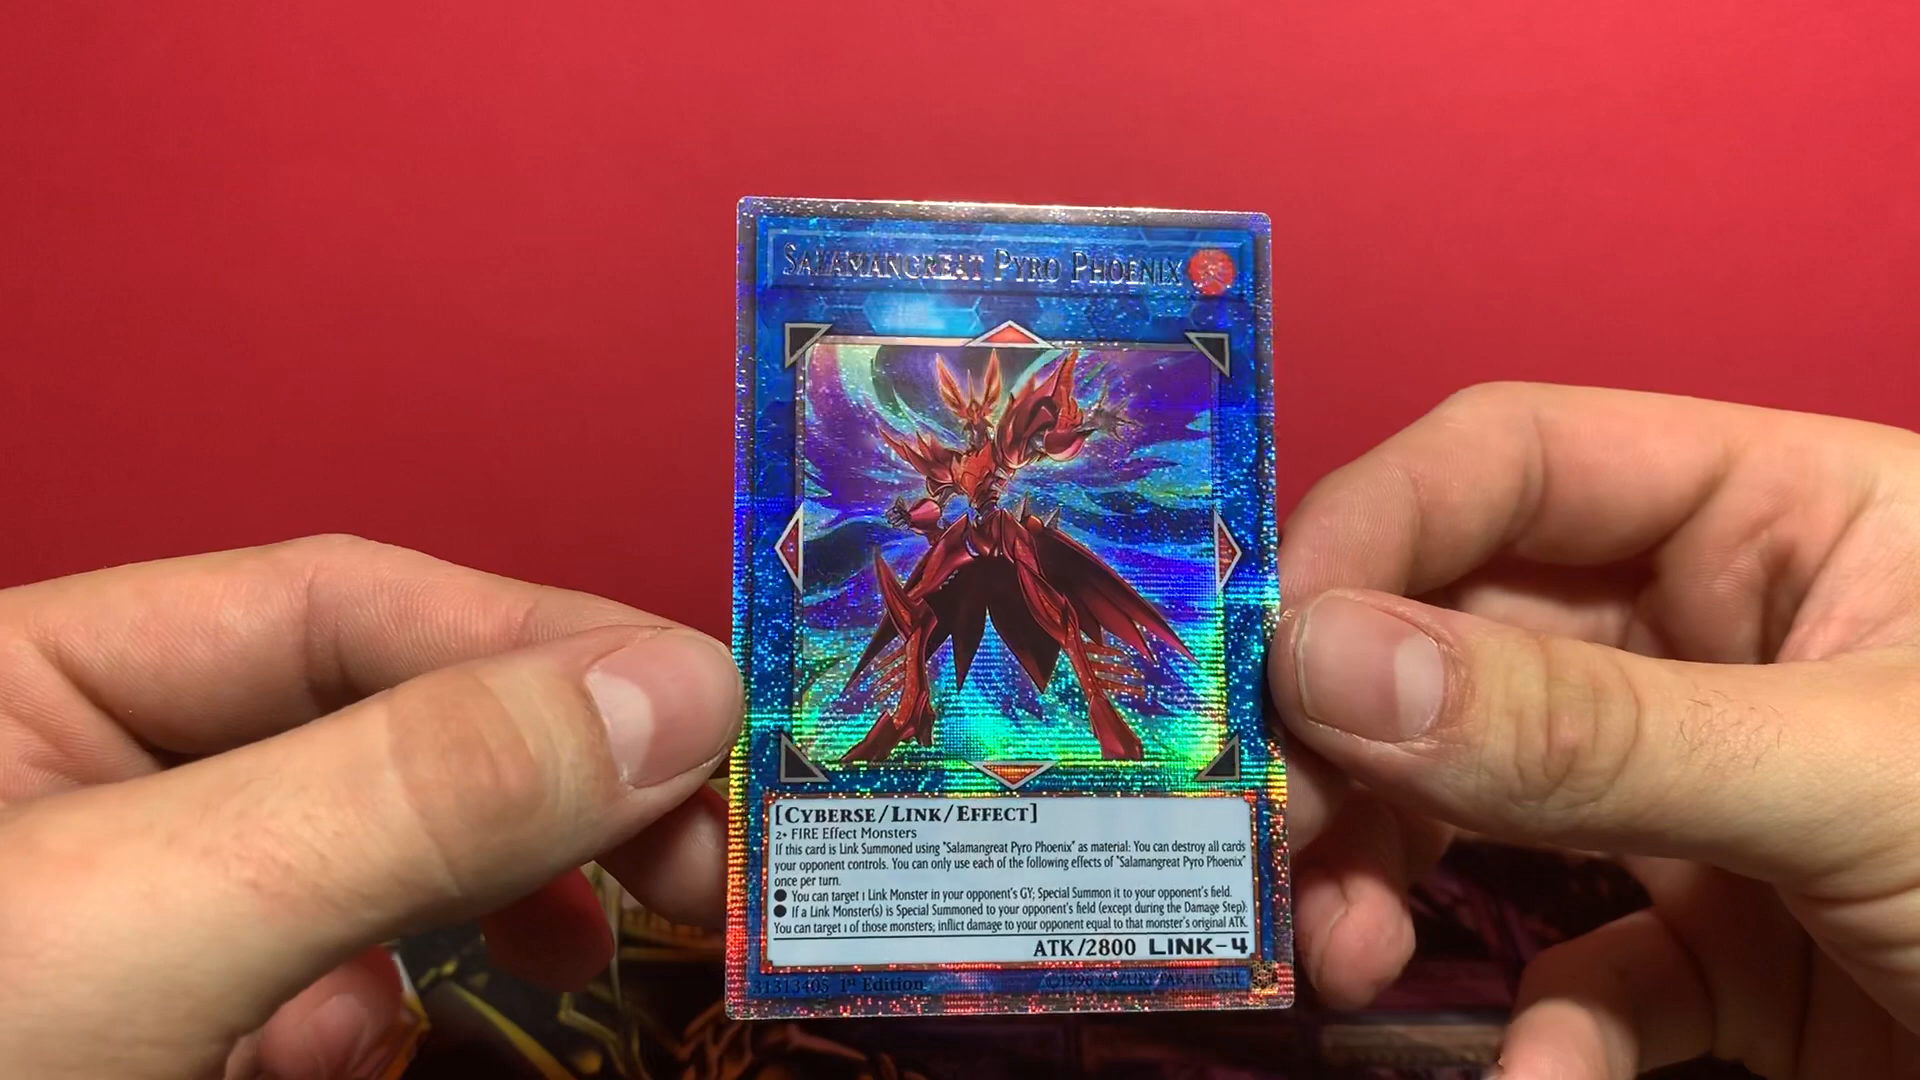 SALAMANGREAT PYRO PHOENIX
[CYBERSE/LINK/EFFECT]
2+ FIRE Effect Monsters
If this card is Link Summoned using "Salamangreat Pyro Phoenix" as material: You can destroy all cards
your opponent controls. You can only use each of the following effects of "Salamangreat Pyro Phoenix"
once per turn.
● You can target 1 Link Monster in your opponent's GY; Special Summon it to your opponent's field.
● If a Link Monster(s) is Special Summoned to your opponent's field (except during the Damage Step):
You can target 1 of those monsters; inflict damage to your opponent equal to that monster's original ATK.
ATK/2800 LINK-4
31313405 1st Edition ©1996 KAZUKI TAKAHASHI